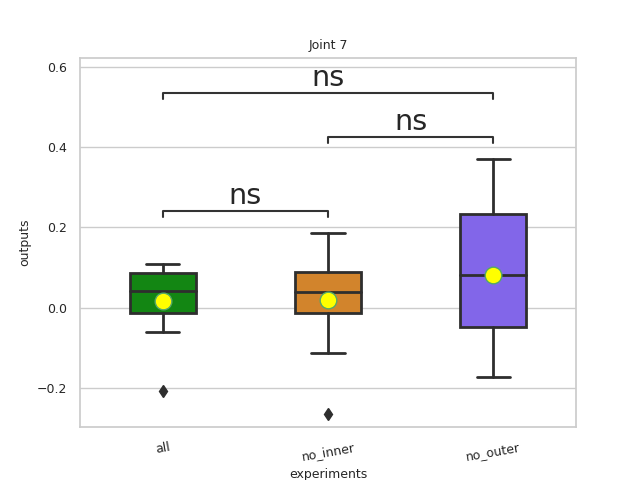 Joint 7
0.6
ns
ns
0.4
ns
0.2
outputs
0.0
−0.2
all
no_inner
no_outer
experiments